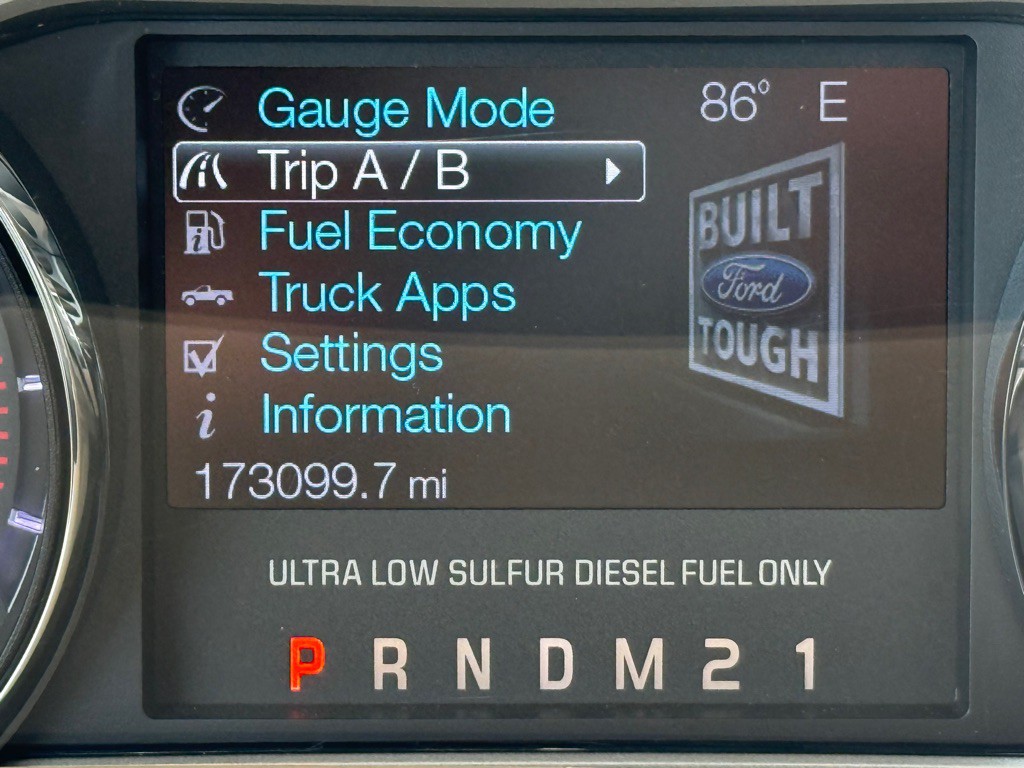 Gauge Mode 86° E
Trip A / B
Fuel Economy
Truck Apps
Settings
Information
173099.7 mi
BUILT
Ford
TOUGH
ULTRA LOW SULFUR DIESEL FUEL ONLY
P R N D M 2 1